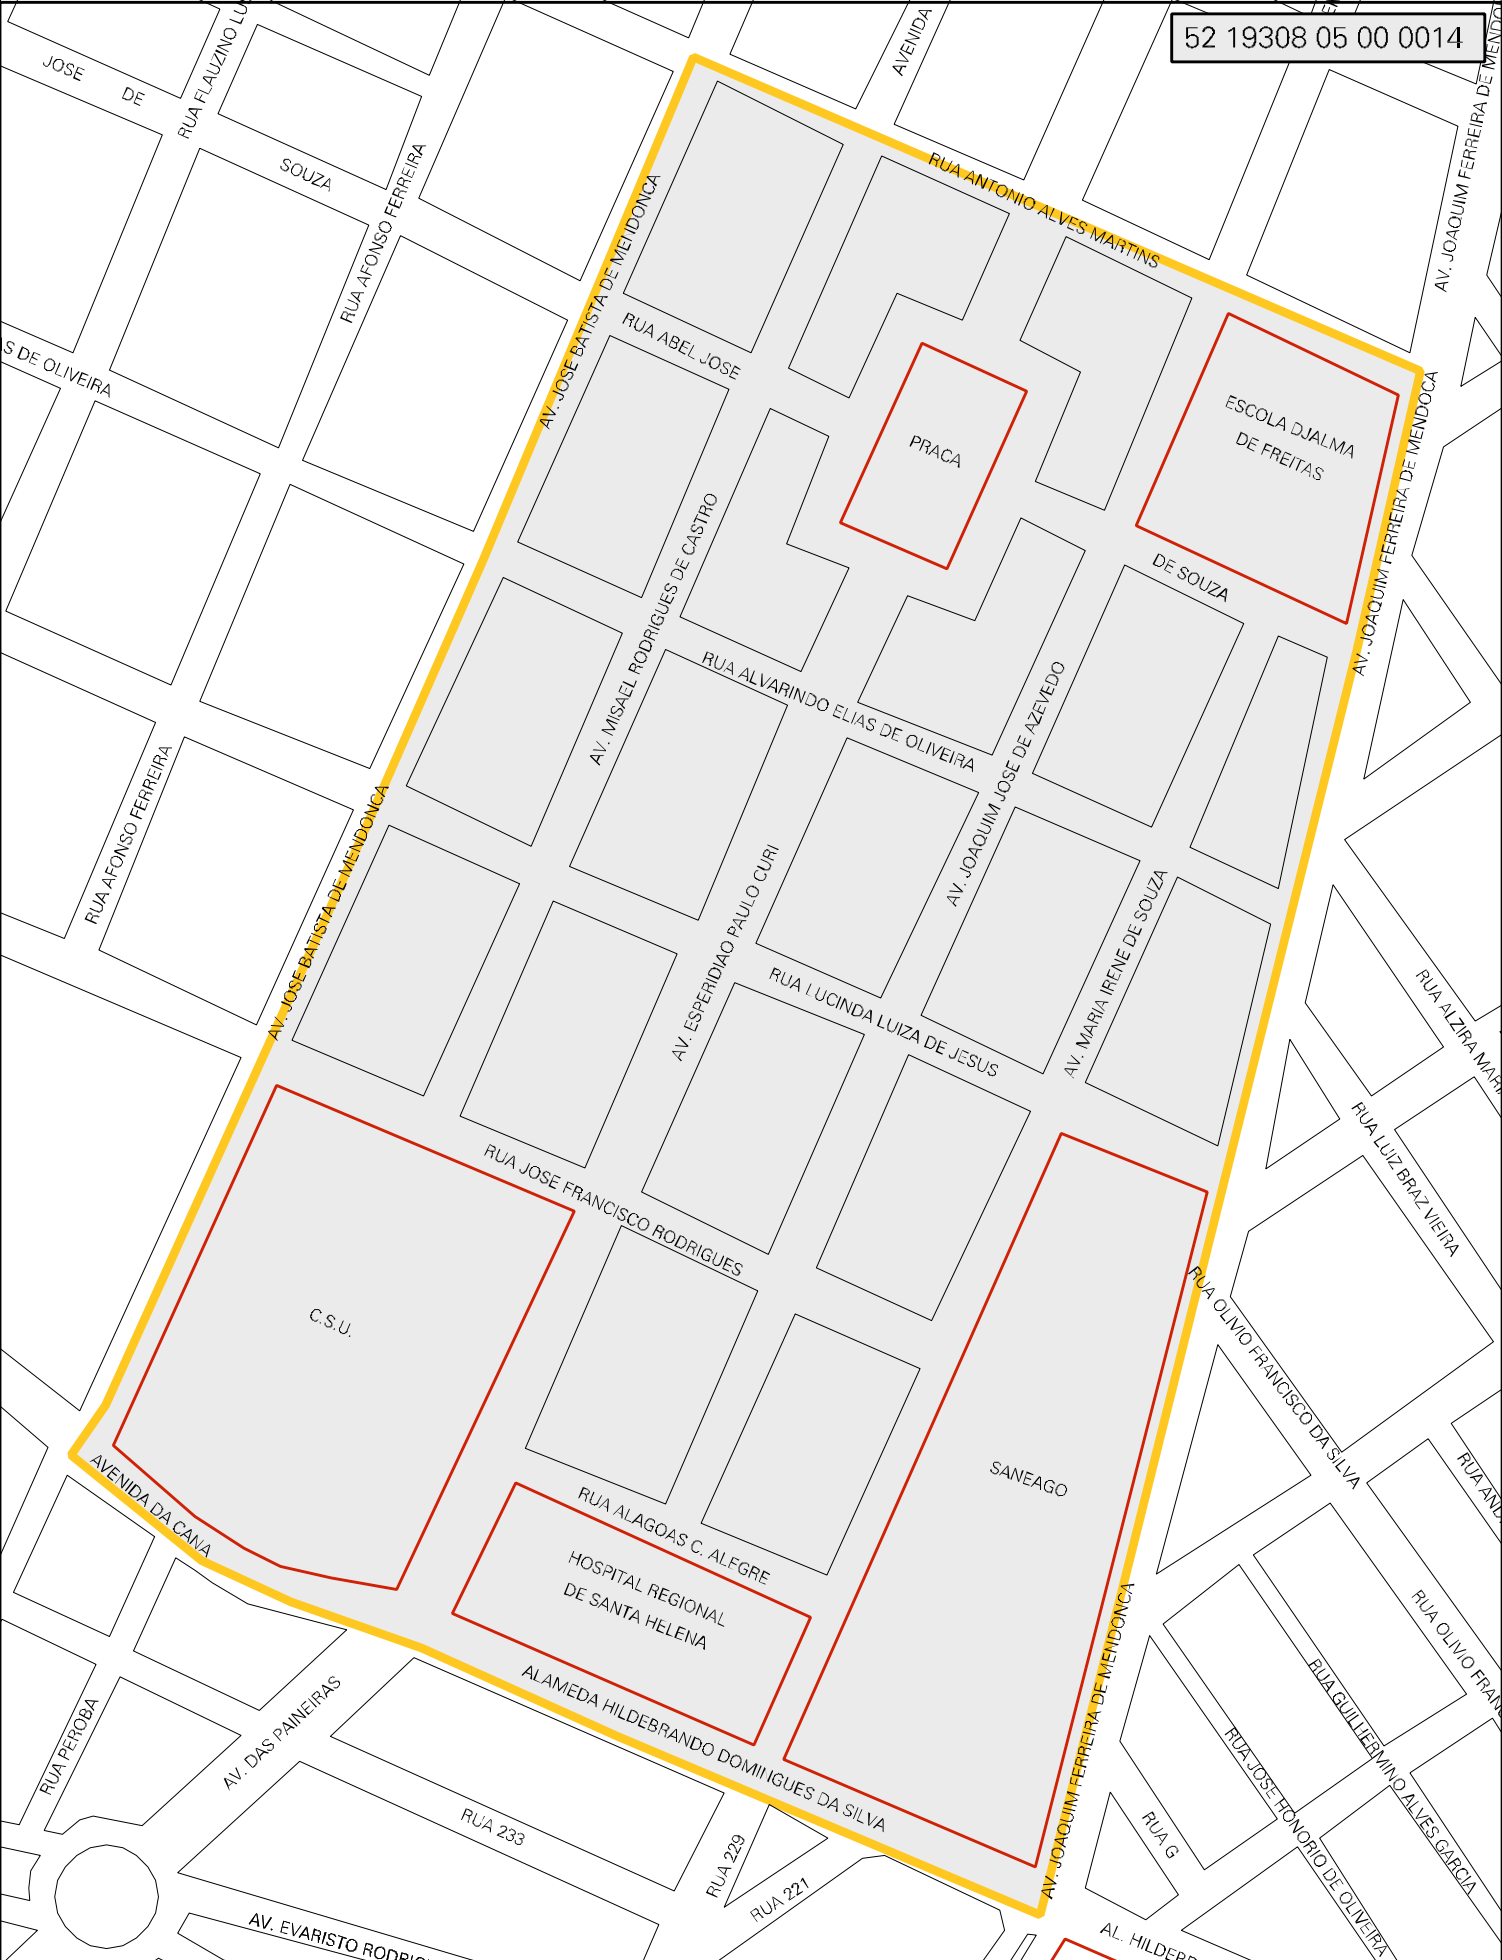 52 19308 05 00 0014
AVENIDA
JOSE DE SOUZA
RUA AFONSO FERREIRA
AV. JOSE BATISTA DE MENDONCA
RUA ANTONIO ALVES MARTINS
RUA ABEL JOSE
PRACA
ESCOLA DJALMA
DE FREITAS
DE SOUZA
AV. JOAQUIM FERREIRA DE MENDOCA
S DE OLIVEIRA
AV. MISAEL RODRIGUES DE CASTRO
RUA ALVARINDO ELIAS DE OLIVEIRA
AV. JOAQUIM JOSE DE AZEVEDO
RUA AFONSO FERREIRA
AV. JOSE BATISTA DE MENDONCA
AV. ESPERIDIAO PAULO CURI
AV. MARIA IRENE DE SOUZA
RUA LUCINDA LUIZA DE JESUS
RUA LUIZ BRAZ VIEIRA
RUA JOSE FRANCISCO RODRIGUES
RUA OLIVIO FRANCISCO DA SILVA
C.S.U.
SANEAGO
AVENIDA DA CANA
RUA ALAGOAS C. ALEGRE
HOSPITAL REGIONAL
DE SANTA HELENA
AV. JOAQUIM FERREIRA DE MENDONCA
ALAMEDA HILDEBRANDO DOMINGUES DA SILVA
RUA GUILHERMINO ALVES GARCIA
RUA JOSE HONORIO DE OLIVEIRA
RUA PEROBA
AV. DAS PAINEIRAS
RUA 233
RUA 229
RUA 221
RUA G
AV. EVARISTO
AL.